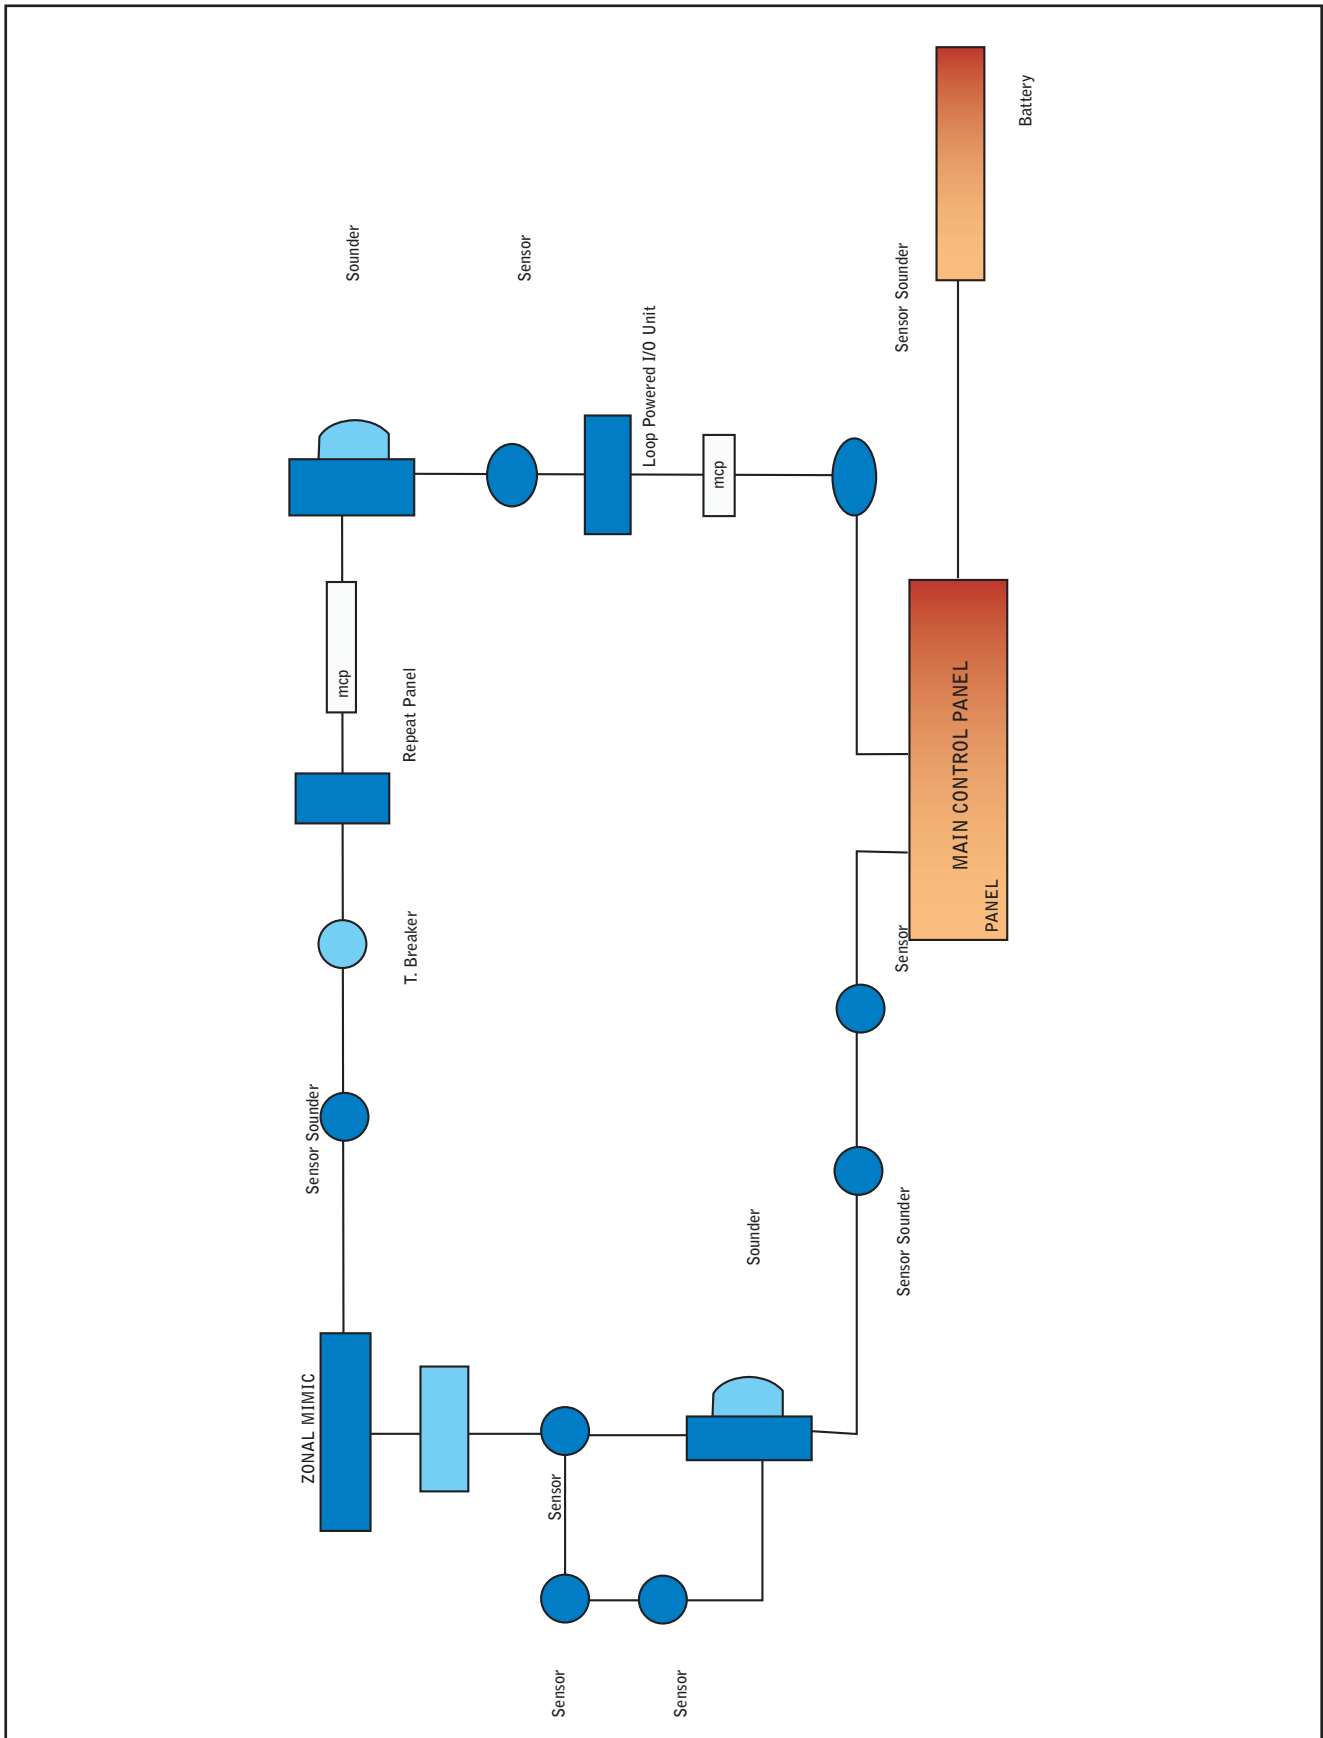 ZONAL MIMIC
Sensor Sounder
mcp
Sounder
T. Breaker
Repeat Panel
Sensor
Sensor
Sensor
Loop Powered I/O Unit
Sensor
mcp
Sounder
Sensor Sounder
Sensor
Sensor Sounder
MAIN CONTROL PANEL
PANEL
Battery